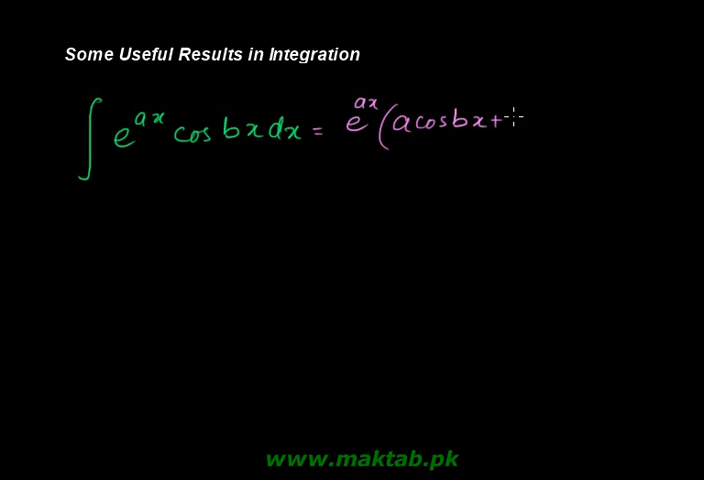 Some Useful Results in Integration
∫ e^{ax} cos bx dx = e^{ax} (a cos bx +
www.maktab.pk